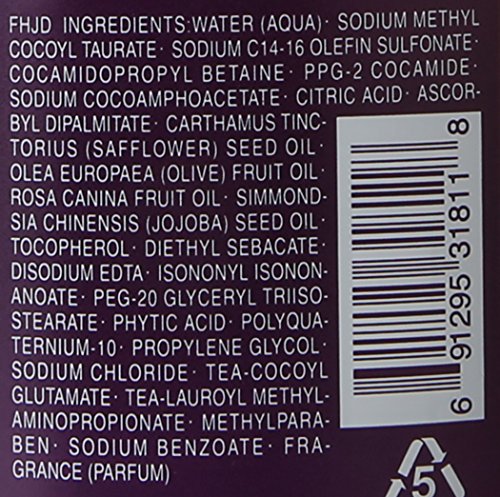 FHJD INGREDIENTS:WATER (AQUA)· SODIUM METHYL
COCOYL TAURATE· SODIUM C14-16 OLEFIN SULFONATE·
COCAMIDOPROPYL BETAINE· PPG-2 COCAMIDE·
SODIUM COCOAMPHOACETATE· CITRIC ACID· ASCOR-
BYL DIPALMITATE· CARTHAMUS TINC-
TORIUS (SAFFLOWER) SEED OIL·
OLEA EUROPAEA (OLIVE) FRUIT OIL·
ROSA CANINA FRUIT OIL· SIMMOND-
SIA CHINENSIS (JOJOBA) SEED OIL·
TOCOPHEROL· DIETHYL SEBACATE·
DISODIUM EDTA· ISONONYL ISONON-
ANOATE· PEG-20 GLYCERYL TRIISO-
STEARATE· PHYTIC ACID· POLYQUA-
TERNIUM-10· PROPYLENE GLYCOL·
SODIUM CHLORIDE· TEA-COCOYL
GLUTAMATE· TEA-LAUROYL METHYL-
AMINOPROPIONATE· METHYLPARA-
BEN· SODIUM BENZOATE· FRA-
GRANCE (PARFUM)
6 91295 31811 8
5